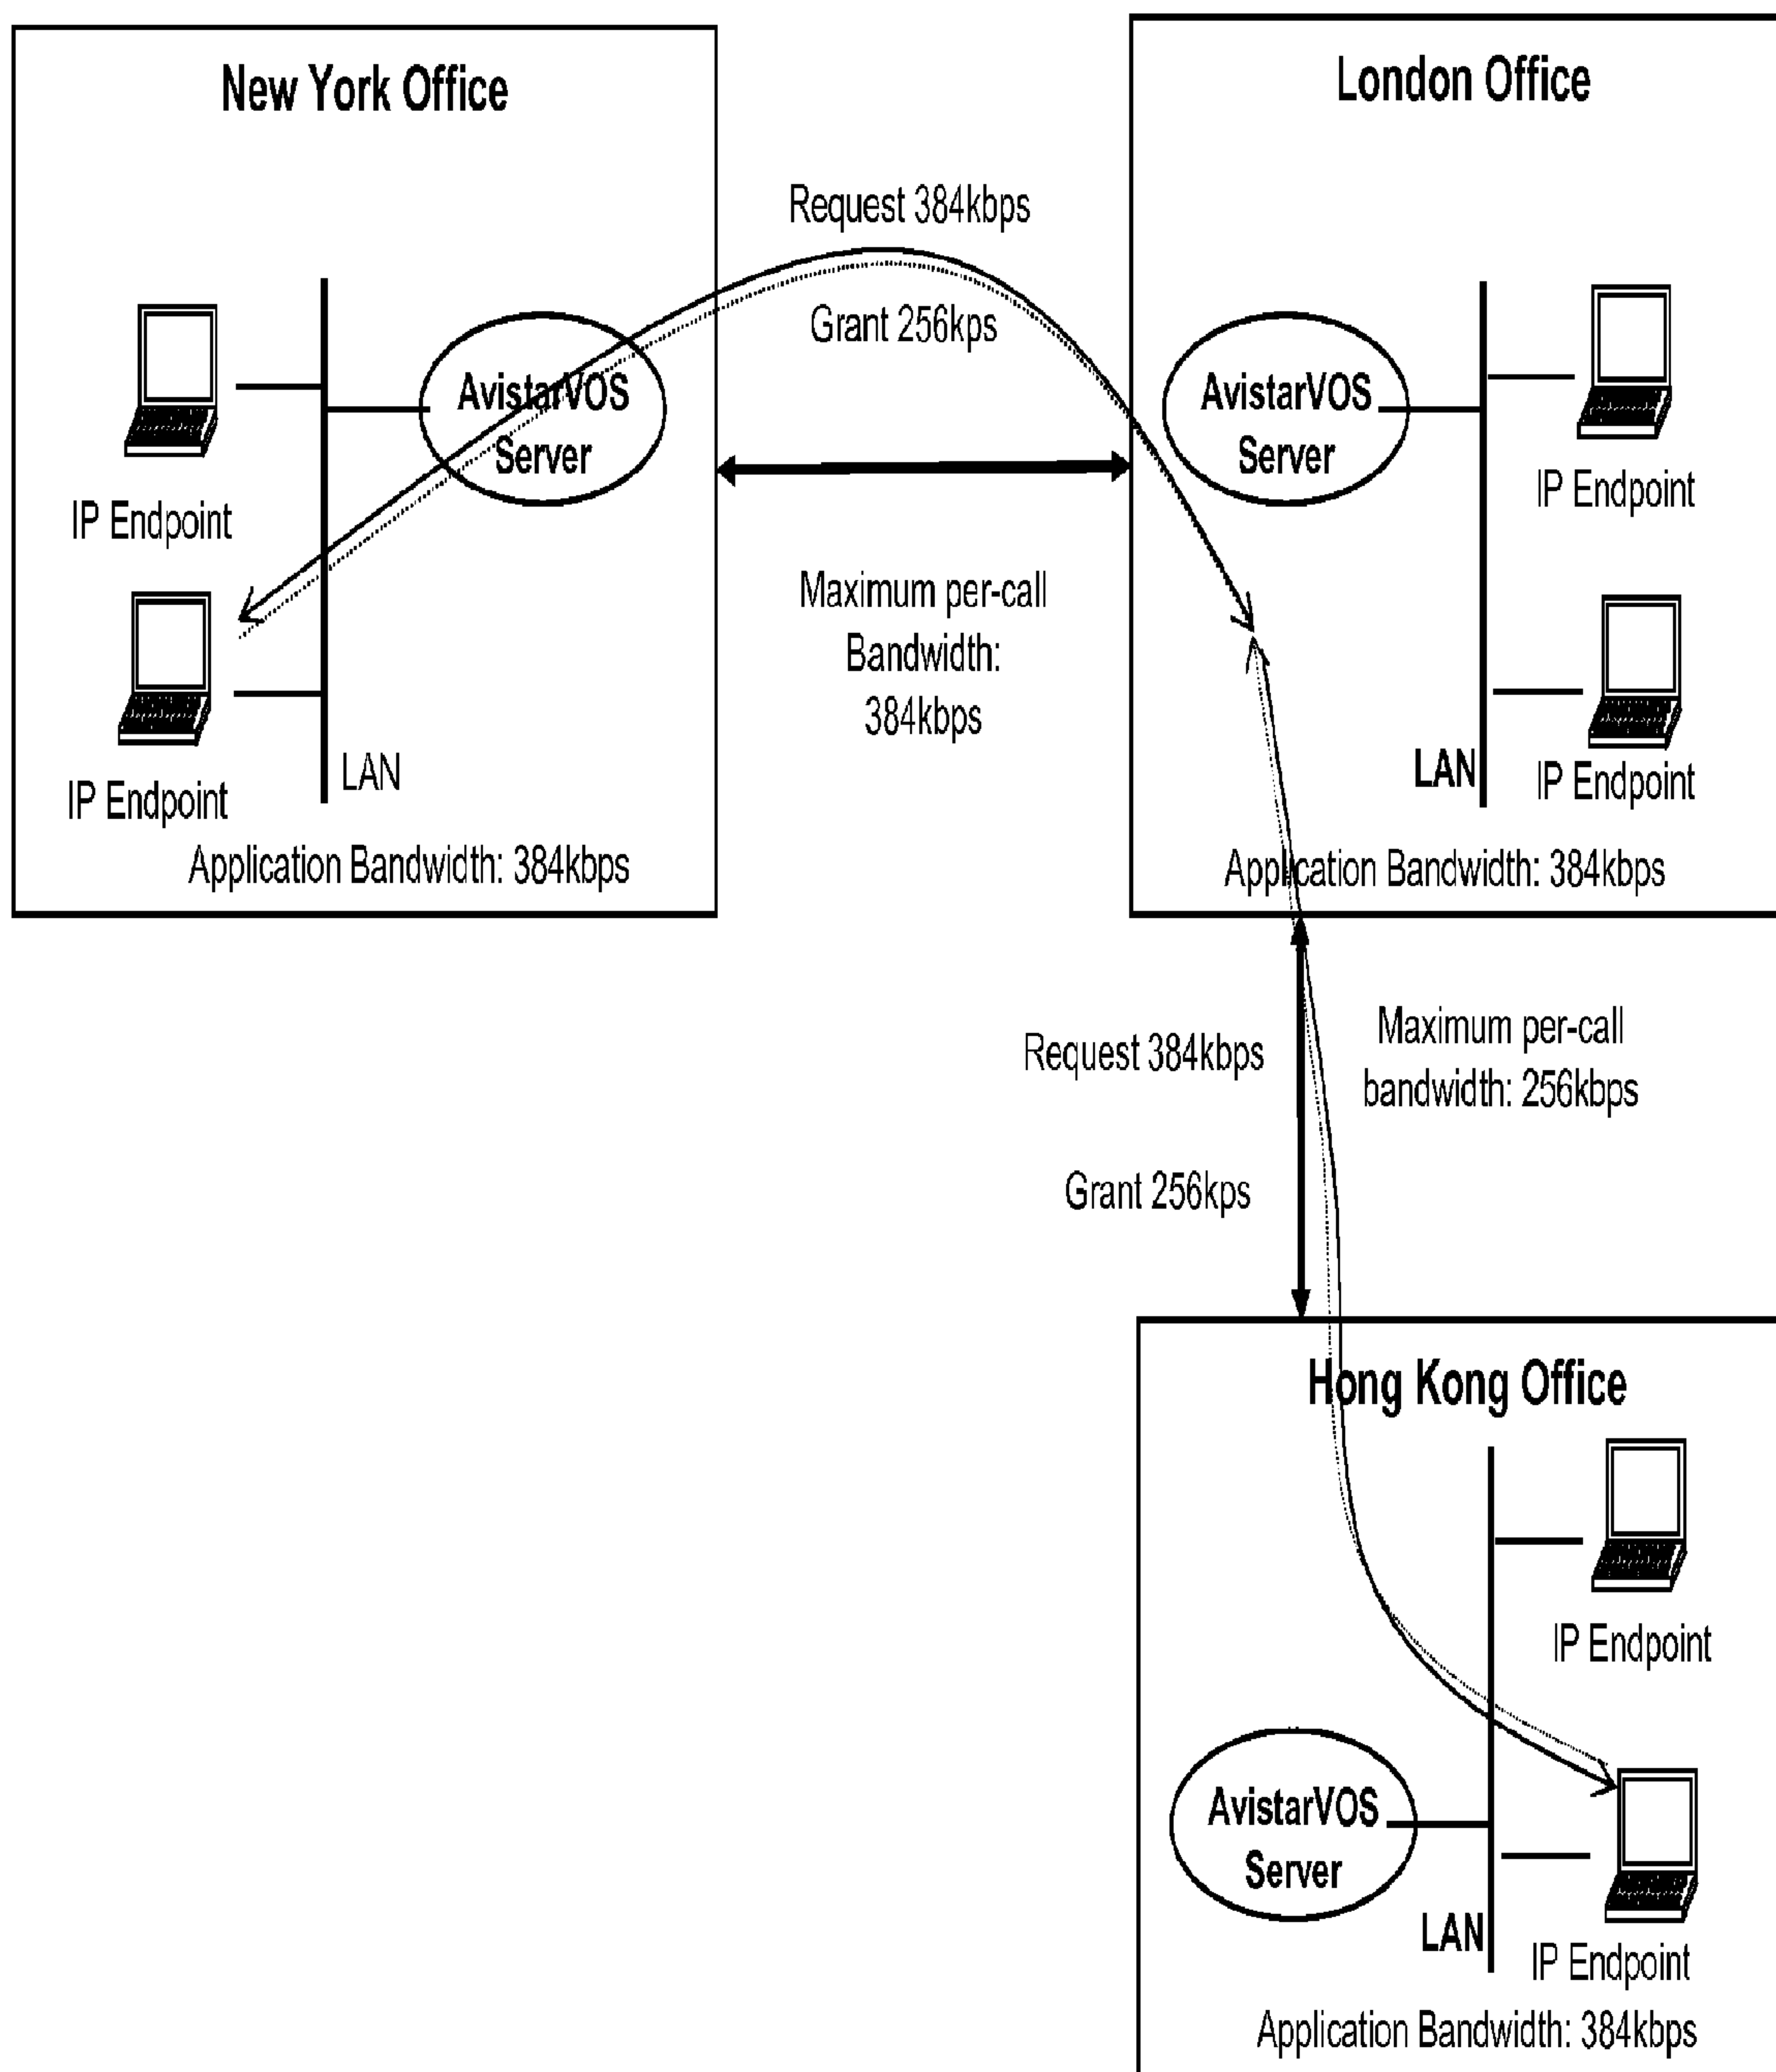 New York Office
AvistarVOS
Server
IP Endpoint
IP Endpoint
LAN
Application Bandwidth: 384kbps
Request 384kbps
Grant 256kps
Maximum per-call
Bandwidth:
384kbps
London Office
AvistarVOS
Server
IP Endpoint
IP Endpoint
LAN
Application Bandwidth: 384kbps
Request 384kbps
Grant 256kps
Maximum per-call
bandwidth: 256kbps
Hong Kong Office
IP Endpoint
AvistarVOS
Server
LAN
IP Endpoint
Application Bandwidth: 384kbps